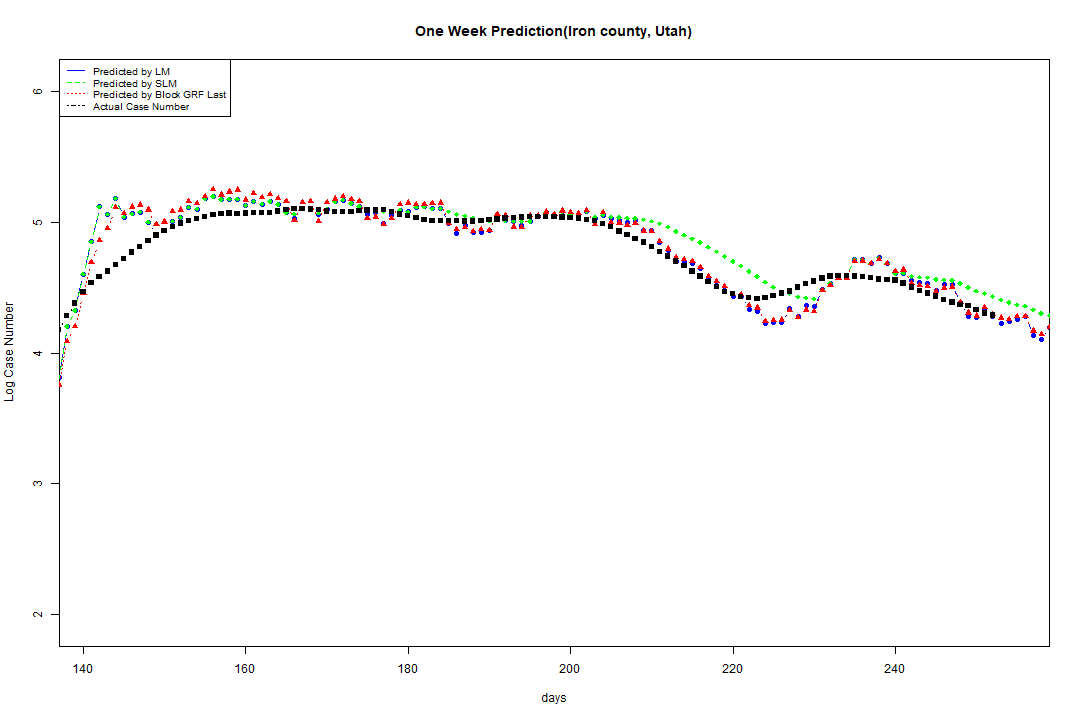 One Week Prediction(Iron county, Utah)
Predicted by LM
Predicted by SLM
Predicted by Block GRF Last
Actual Case Number
6
5
4
3
2
Log Case Number
140 160 180 200 220 240
days